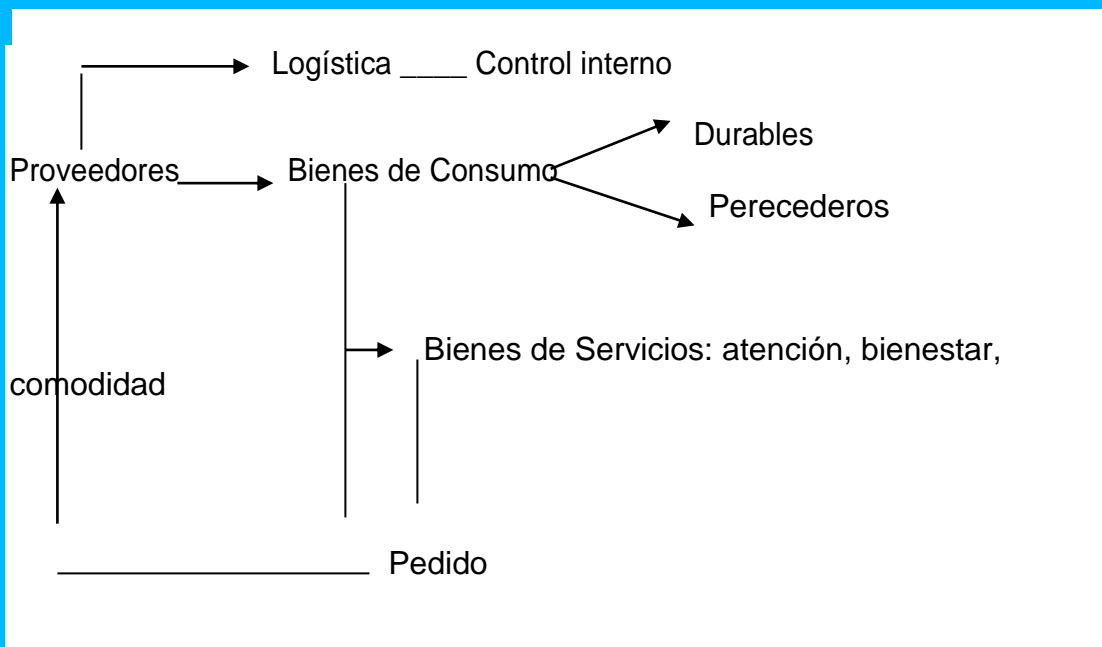 Logística ____ Control interno
Durables
Proveedores Bienes de Consumo
Perecederos
Bienes de Servicios: atención, bienestar,
comodidad
Pedido